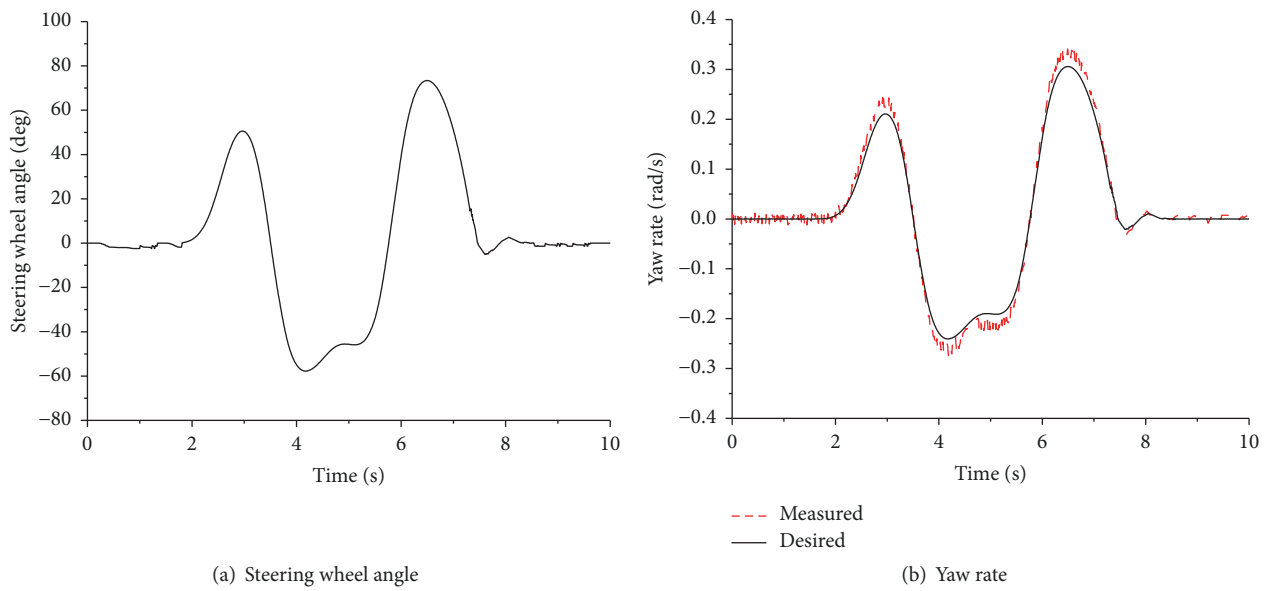 100
80
60
40
20
0
−20
−40
−60
−80
Steering wheel angle (deg)
0 2 4 6 8 10
Time (s)
(a) Steering wheel angle
0.4
0.3
0.2
0.1
0.0
−0.1
−0.2
−0.3
−0.4
Yaw rate (rad/s)
0 2 4 6 8 10
Time (s)
Measured
Desired
(b) Yaw rate